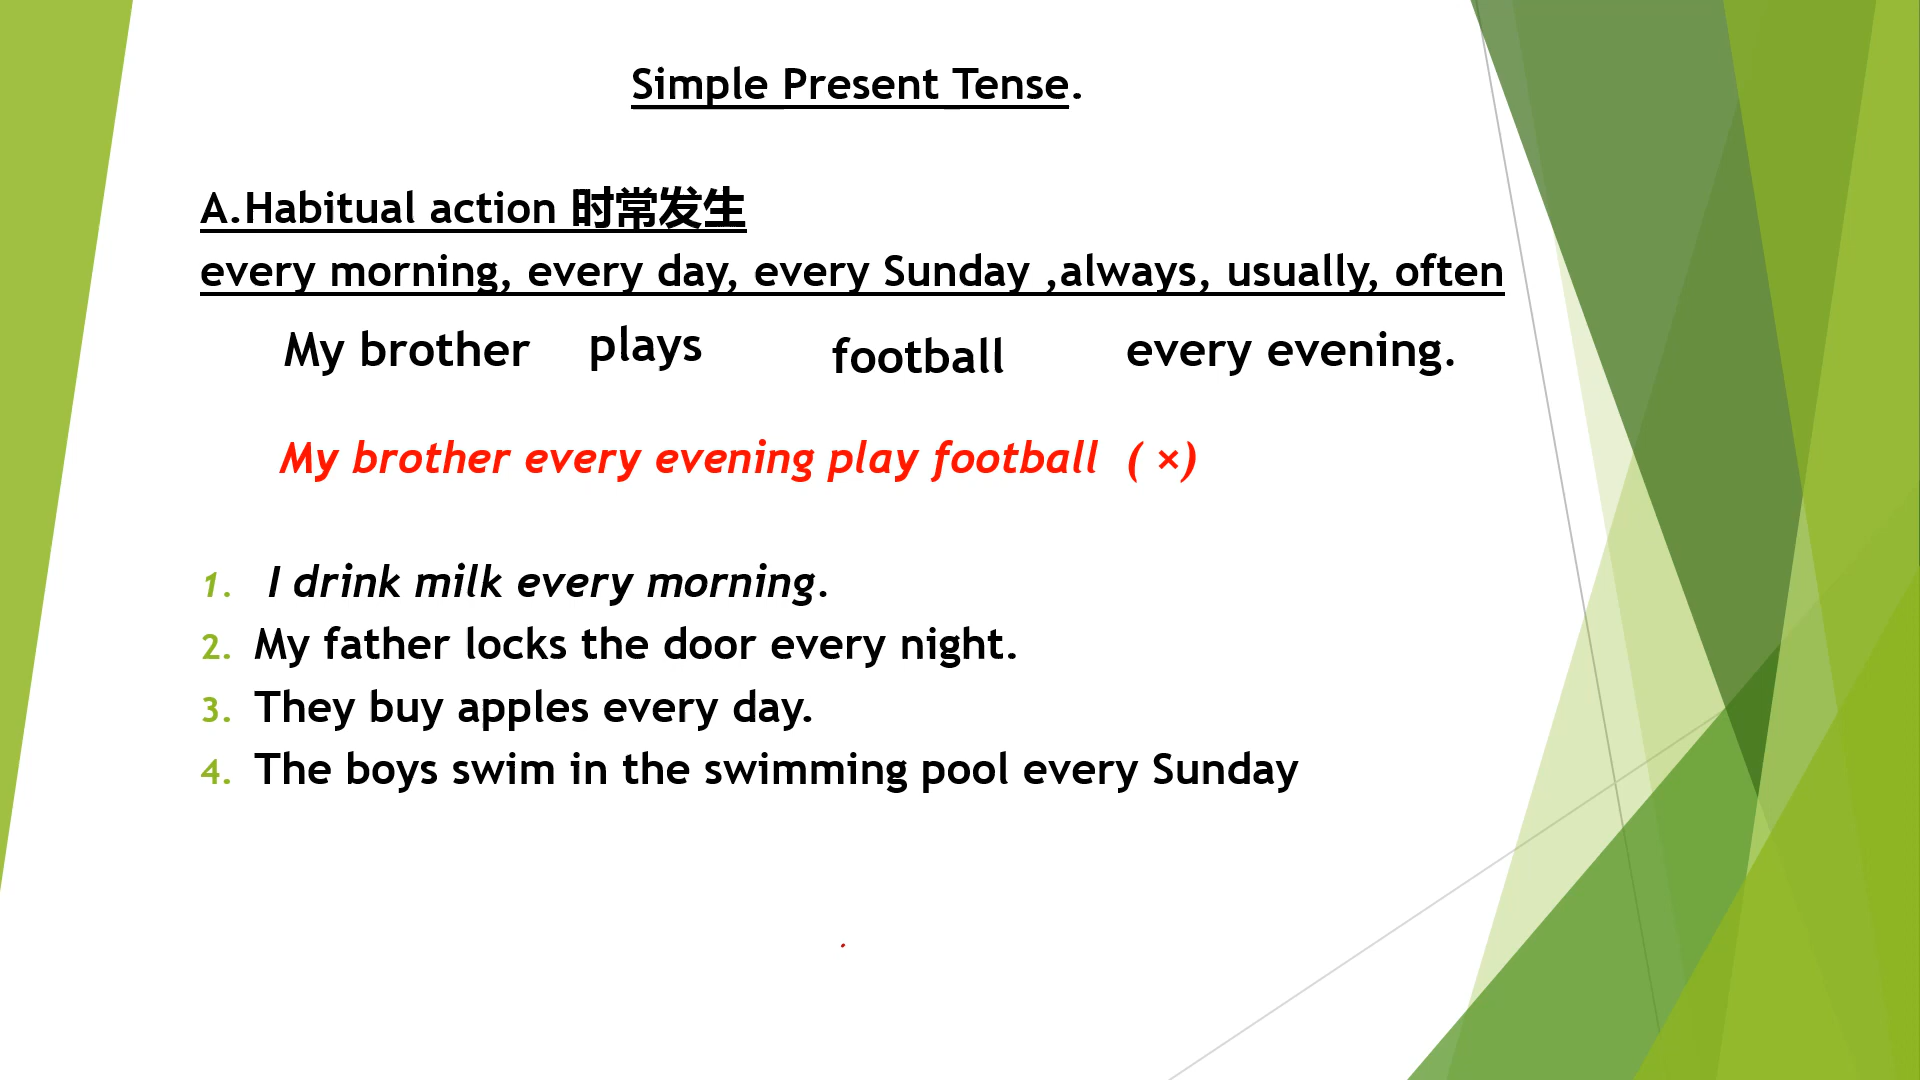 Simple Present Tense.
A.Habitual action 时常发生
every morning, every day, every Sunday ,always, usually, often
My brother plays football every evening.
My brother every evening play football ( ×)
1. I drink milk every morning.
2. My father locks the door every night.
3. They buy apples every day.
4. The boys swim in the swimming pool every Sunday